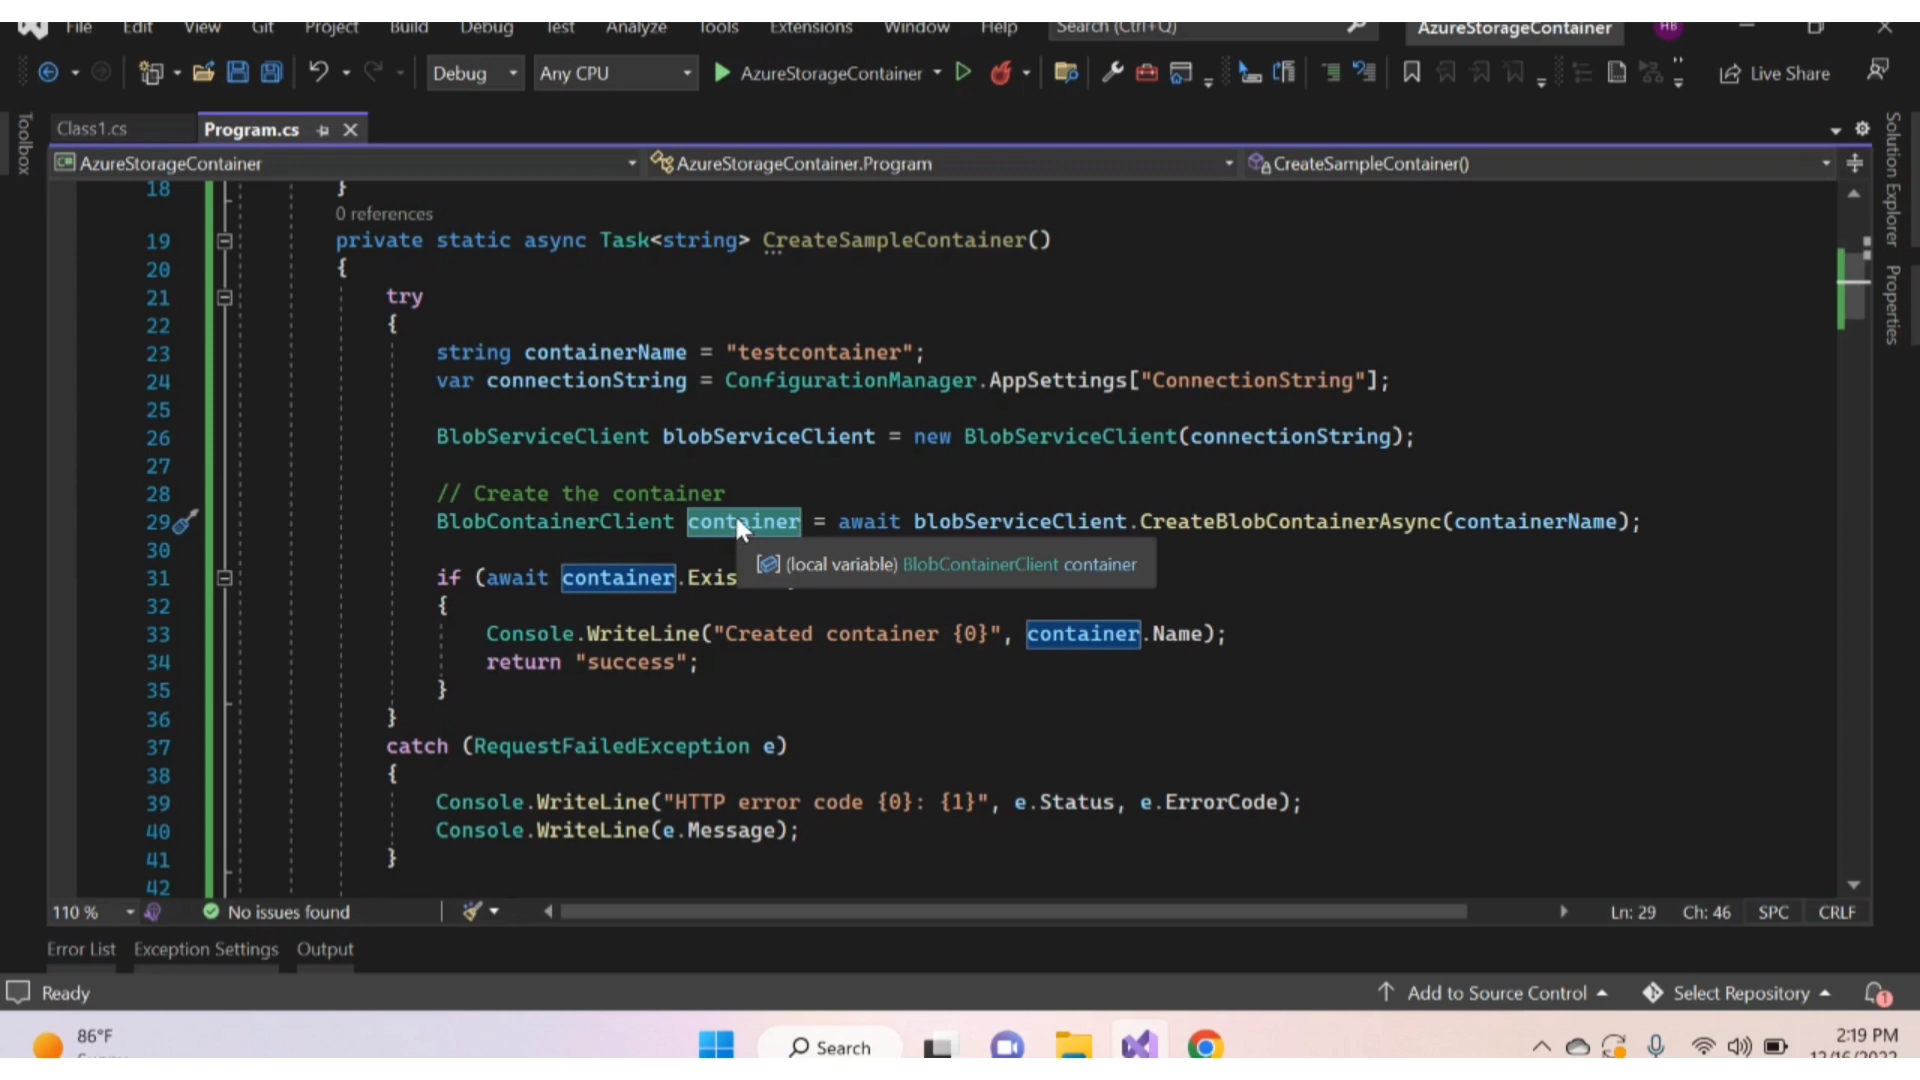 File Edit View Git Project Build Debug Test Analyze Tools Extensions Window Help Search (Ctrl+Q) AzureStorageContainer HB
Debug Any CPU AzureStorageContainer Live Share
Toolbox
Class1.cs Program.cs
AzureStorageContainer AzureStorageContainer.Program CreateSampleContainer()
Solution Explorer
Properties
18 }
0 references
19 private static async Task<string> CreateSampleContainer()
20 {
21 try
22 {
23 string containerName = "testcontainer";
24 var connectionString = ConfigurationManager.AppSettings["ConnectionString"];
25
26 BlobServiceClient blobServiceClient = new BlobServiceClient(connectionString);
27
28 // Create the container
29 BlobContainerClient container = await blobServiceClient.CreateBlobContainerAsync(containerName);
30
(local variable) BlobContainerClient container
31 if (await container.Exis
32 {
33 Console.WriteLine("Created container {0}", container.Name);
34 return "success";
35 }
36 }
37 catch (RequestFailedException e)
38 {
39 Console.WriteLine("HTTP error code {0}: {1}", e.Status, e.ErrorCode);
40 Console.WriteLine(e.Message);
41 }
42
110 % No issues found Ln: 29 Ch: 46 SPC CRLF
Error List Exception Settings Output
Ready Add to Source Control Select Repository 1
86°F
Search
2:19 PM